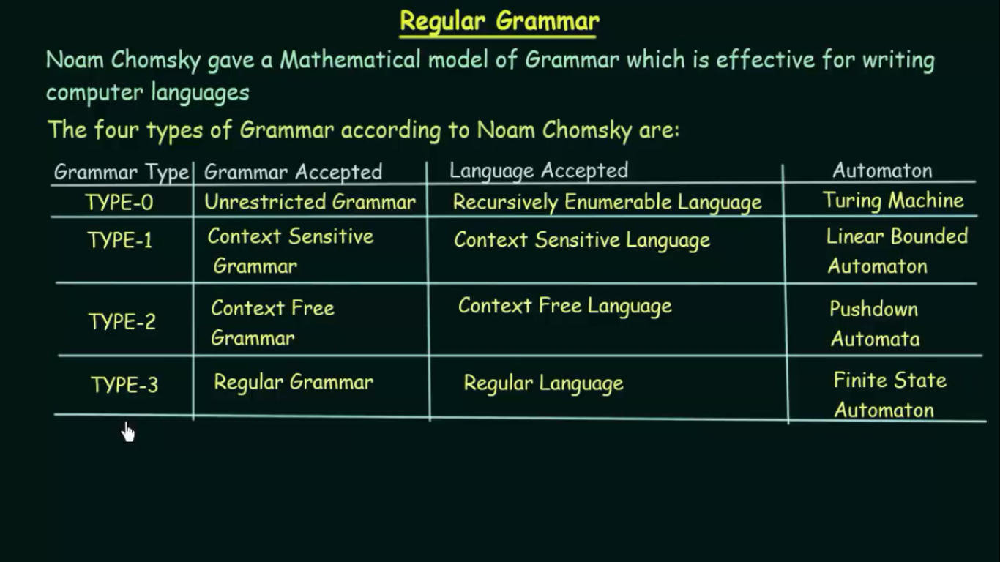 Regular Grammar
Noam Chomsky gave a Mathematical model of Grammar which is effective for writing
computer languages
The four types of Grammar according to Noam Chomsky are:
Grammar Type Grammar Accepted Language Accepted Automaton
TYPE-0 Unrestricted Grammar Recursively Enumerable Language Turing Machine
TYPE-1 Context Sensitive Grammar Context Sensitive Language Linear Bounded Automaton
TYPE-2 Context Free Grammar Context Free Language Pushdown Automata
TYPE-3 Regular Grammar Regular Language Finite State Automaton